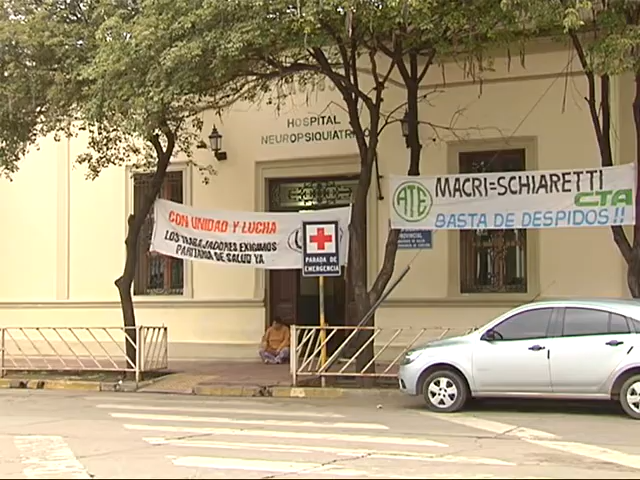 HOSPITAL
NEUROPSIQUIATRICO
CON UNIDAD Y LUCHA
LOS TRABAJADORES EXIGIMOS
PARITARIA DE SALUD YA
PARADA DE
EMERGENCIA
ATE
MACRI=SCHIARETTI
CTA
BASTA DE DESPIDOS!!
PROVINCIAL